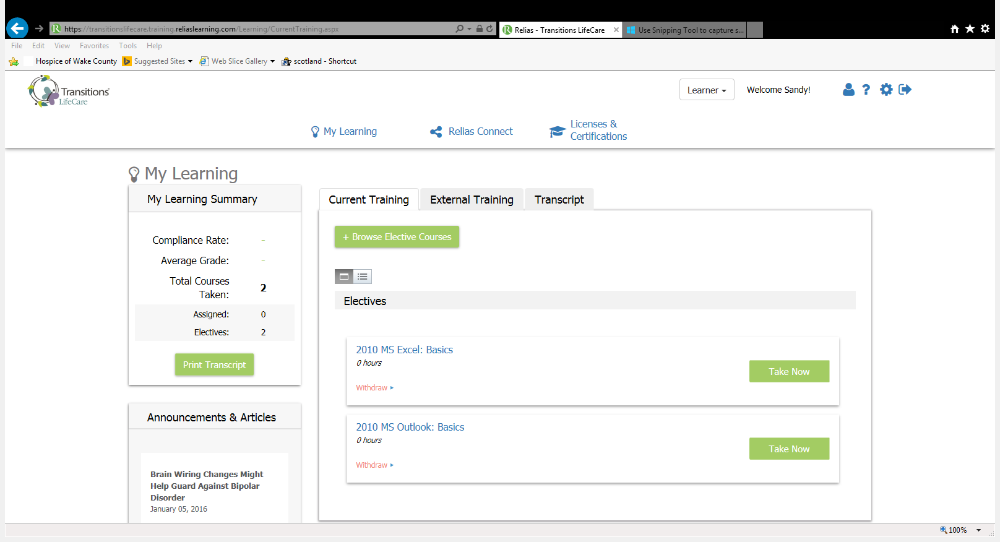 https://transitionslifecare.training.reliaslearning.com/Learning/CurrentTraining.aspx
Relias - Transitions LifeCare
Use Snipping Tool to capture s...
File Edit View Favorites Tools Help
Hospice of Wake County Suggested Sites Web Slice Gallery scotland - Shortcut
Transitions
LifeCare
Learner
Welcome Sandy!
My Learning
Relias Connect
Licenses &
Certifications
My Learning
My Learning Summary
Compliance Rate: -
Average Grade: -
Total Courses
Taken: 2
Assigned: 0
Electives: 2
Print Transcript
Announcements & Articles
Brain Wiring Changes Might
Help Guard Against Bipolar
Disorder
January 05, 2016
Current Training External Training Transcript
+ Browse Elective Courses
Electives
2010 MS Excel: Basics
0 hours
Withdraw
Take Now
2010 MS Outlook: Basics
0 hours
Withdraw
Take Now
100%